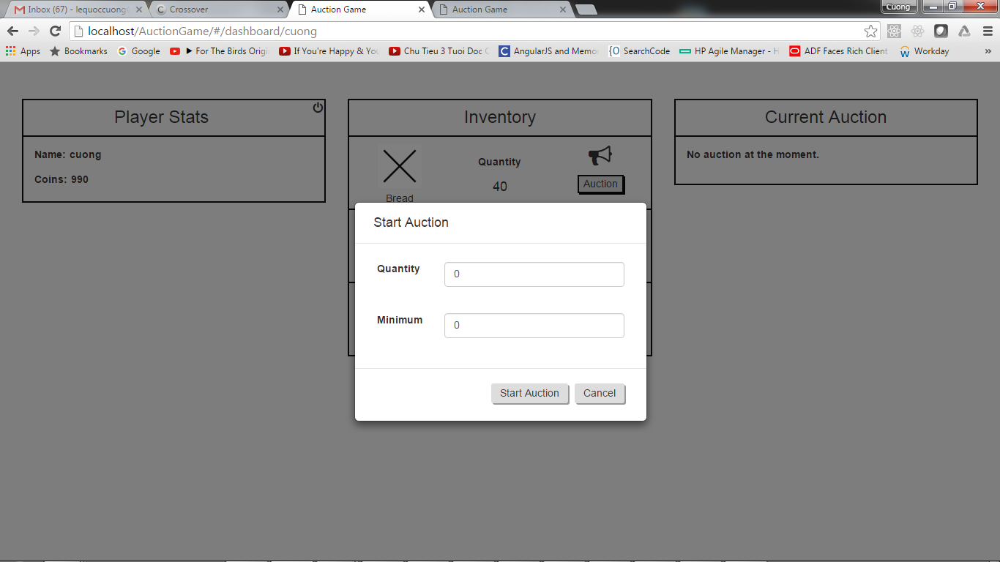 Inbox (67) - lequoccuong
Crossover
Auction Game
Auction Game
Cuong
localhost/AuctionGame/#/dashboard/cuong
Apps
Bookmarks
Google
For The Birds Origi
If You're Happy & You
Chu Tieu 3 Tuoi Doc
AngularJS and Memo
SearchCode
HP Agile Manager - H
ADF Faces Rich Client
Workday
»
Player Stats
Name: cuong
Coins: 990
Inventory
Bread
Quantity
40
Auction
Current Auction
No auction at the moment.
Start Auction
Quantity
0
Minimum
0
Start Auction
Cancel